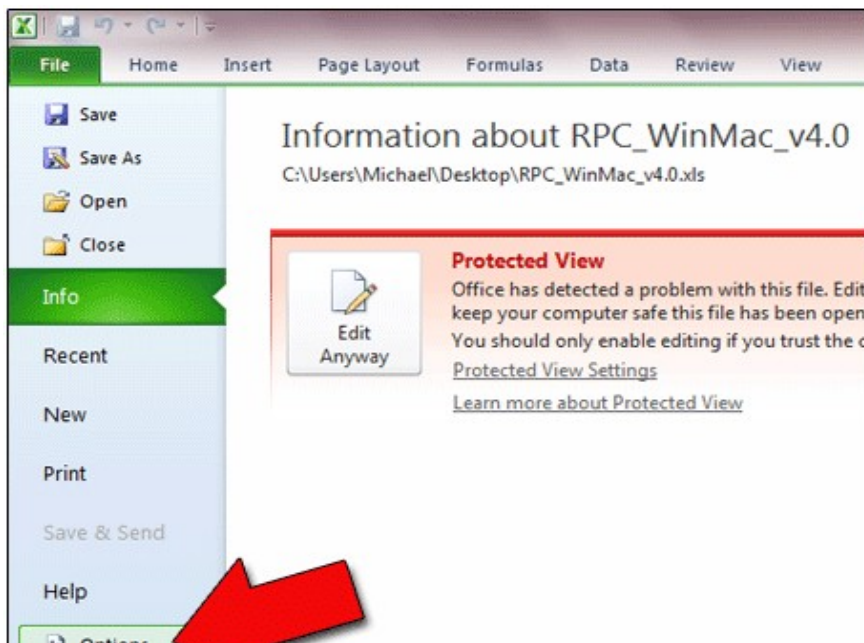 File Home Insert Page Layout Formulas Data Review View
Save
Save As
Open
Close
Info
Recent
New
Print
Save & Send
Help
Options
Information about RPC_WinMac_v4.0
C:\Users\Michael\Desktop\RPC_WinMac_v4.0.xls
Edit
Anyway
Protected View
Office has detected a problem with this file. Edit
keep your computer safe this file has been open
You should only enable editing if you trust the
Protected View Settings
Learn more about Protected View